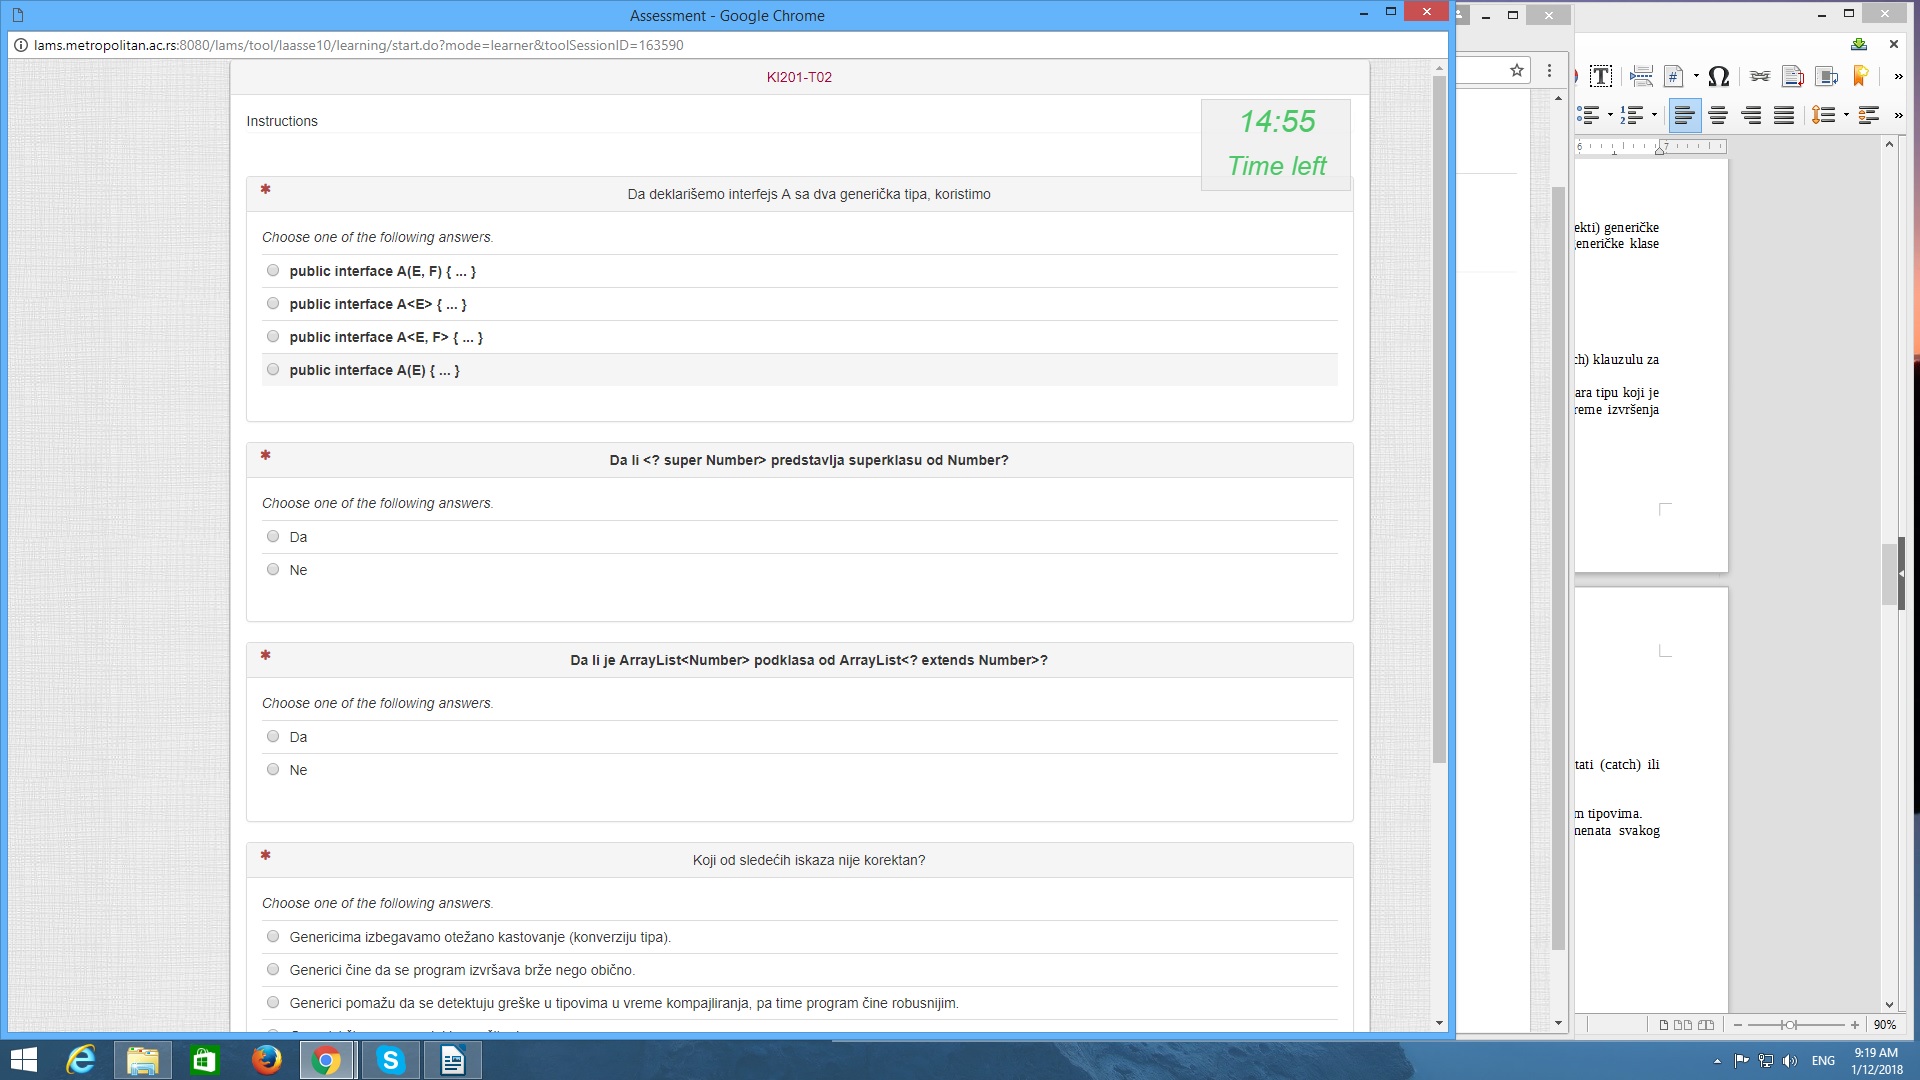 Assessment - Google Chrome
lams.metropolitan.ac.rs:8080/lams/tool/laasse10/learning/start.do?mode=learner&toolSessionID=163590
KI201-T02
Instructions
14:55
Time left
Da deklarišemo interfejs A sa dva generička tipa, koristimo
Choose one of the following answers.
public interface A(E, F) { ... }
public interface A<E> { ... }
public interface A<E, F> { ... }
public interface A(E) { ... }
Da li <? super Number> predstavlja superklasu od Number?
Choose one of the following answers.
Da
Ne
Da li je ArrayList<Number> podklasa od ArrayList<? extends Number>?
Choose one of the following answers.
Da
Ne
Koji od sledećih iskaza nije korektan?
Choose one of the following answers.
Genericima izbegavamo otežano kastovanje (konverziju tipa).
Generici čine da se program izvršava brže nego obično.
Generici pomažu da se detektuju greške u tipovima u vreme kompajliranja, pa time program čine robusnijim.
6 7
ekti) generičke
generičke klase
ch) klauzulu za
ara tipu koji je
reme izvršenja
tati (catch) ili
m tipovima.
menata svakog
90%
ENG
9:19 AM
1/12/2018